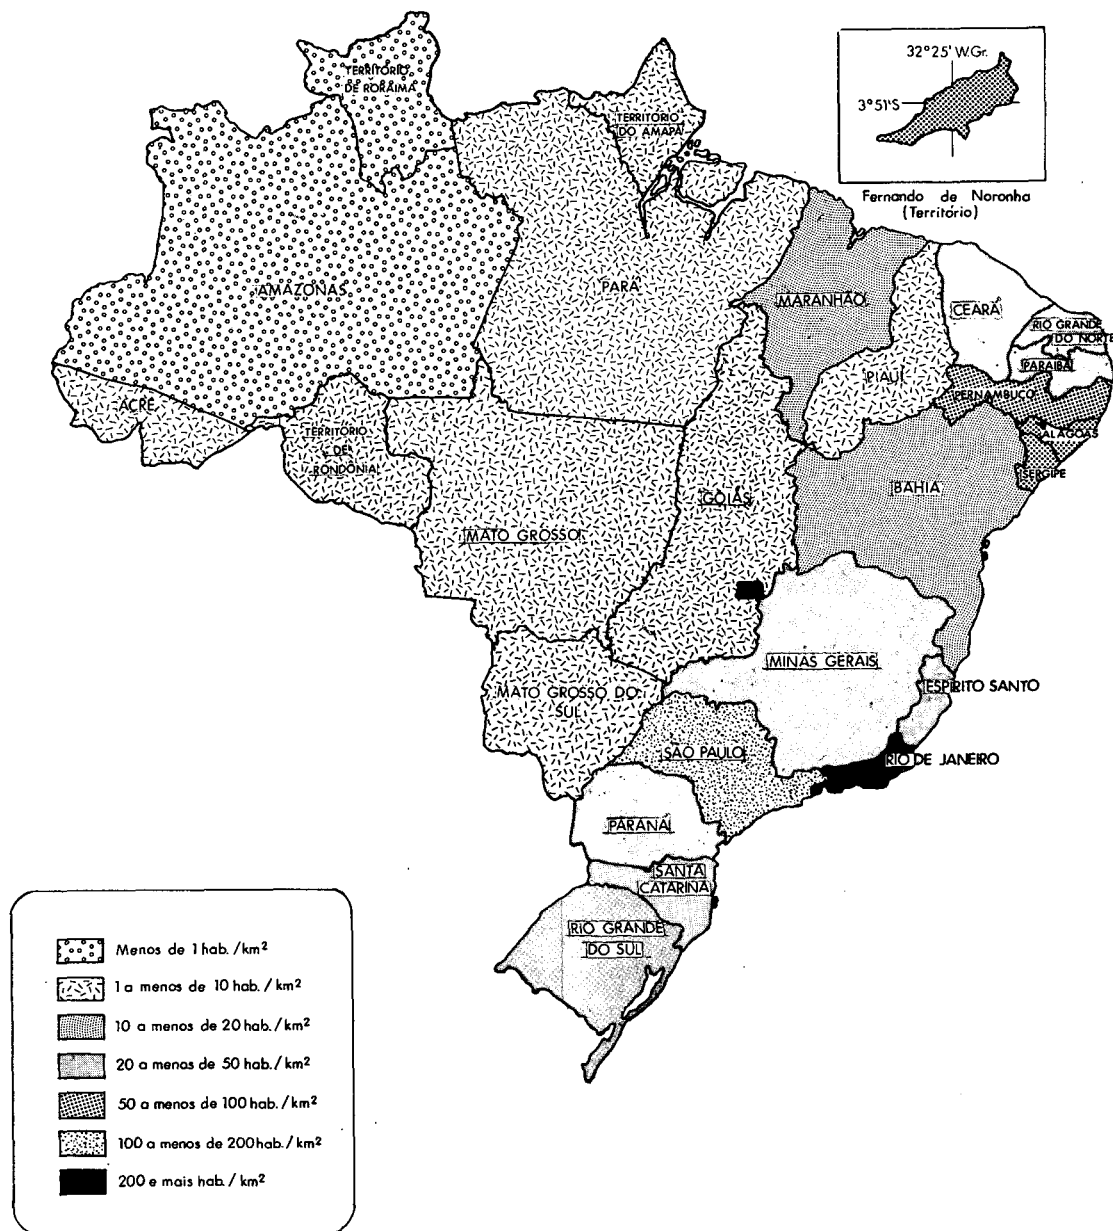 TERRITÓRIO
DE RORAIMA
TERRITÓRIO
DO AMAPÁ
32°25' W.Gr.
3°51'S
Fernando de Noronha
(Território)
AMAZONAS
PARÁ
MARANHÃO
CEARÁ
RIO GRANDE
DO NORTE
PARAÍBA
PIAUÍ
PERNAMBUCO
ALAGOAS
SERGIPE
ACRE
TERRITÓRIO
DE
RONDÔNIA
GOIÁS
BAHIA
MATO GROSSO
MINAS GERAIS
ESPÍRITO SANTO
MATO GROSSO DO
SUL
SÃO PAULO
RIO DE JANEIRO
PARANÁ
SANTA
CATARINA
RIO GRANDE
DO SUL
Menos de 1 hab./km²
1 a menos de 10 hab./km²
10 a menos de 20 hab./km²
20 a menos de 50 hab./km²
50 a menos de 100 hab./km²
100 a menos de 200 hab./km²
200 e mais hab./km²